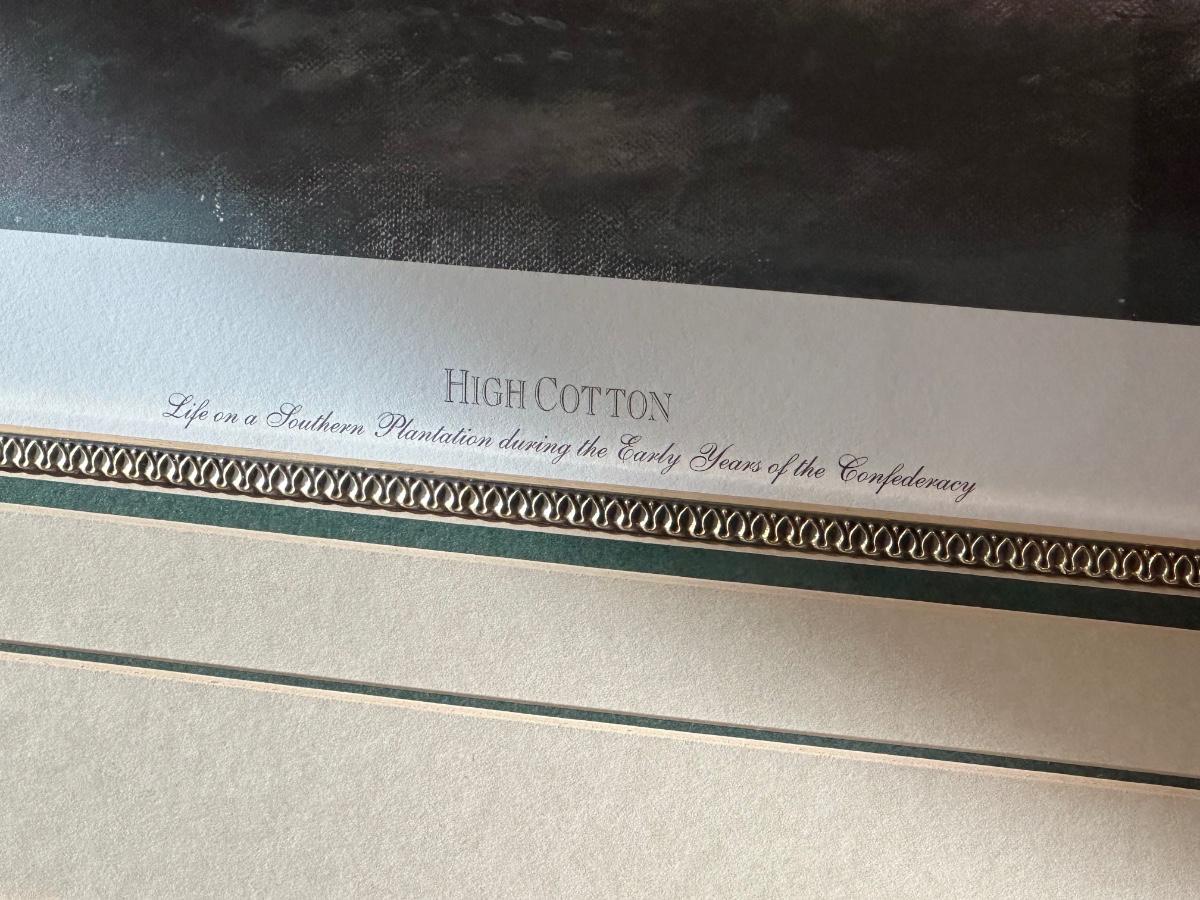 HIGH COTTON
Life on a Southern Plantation during the Early Years of the Confederacy